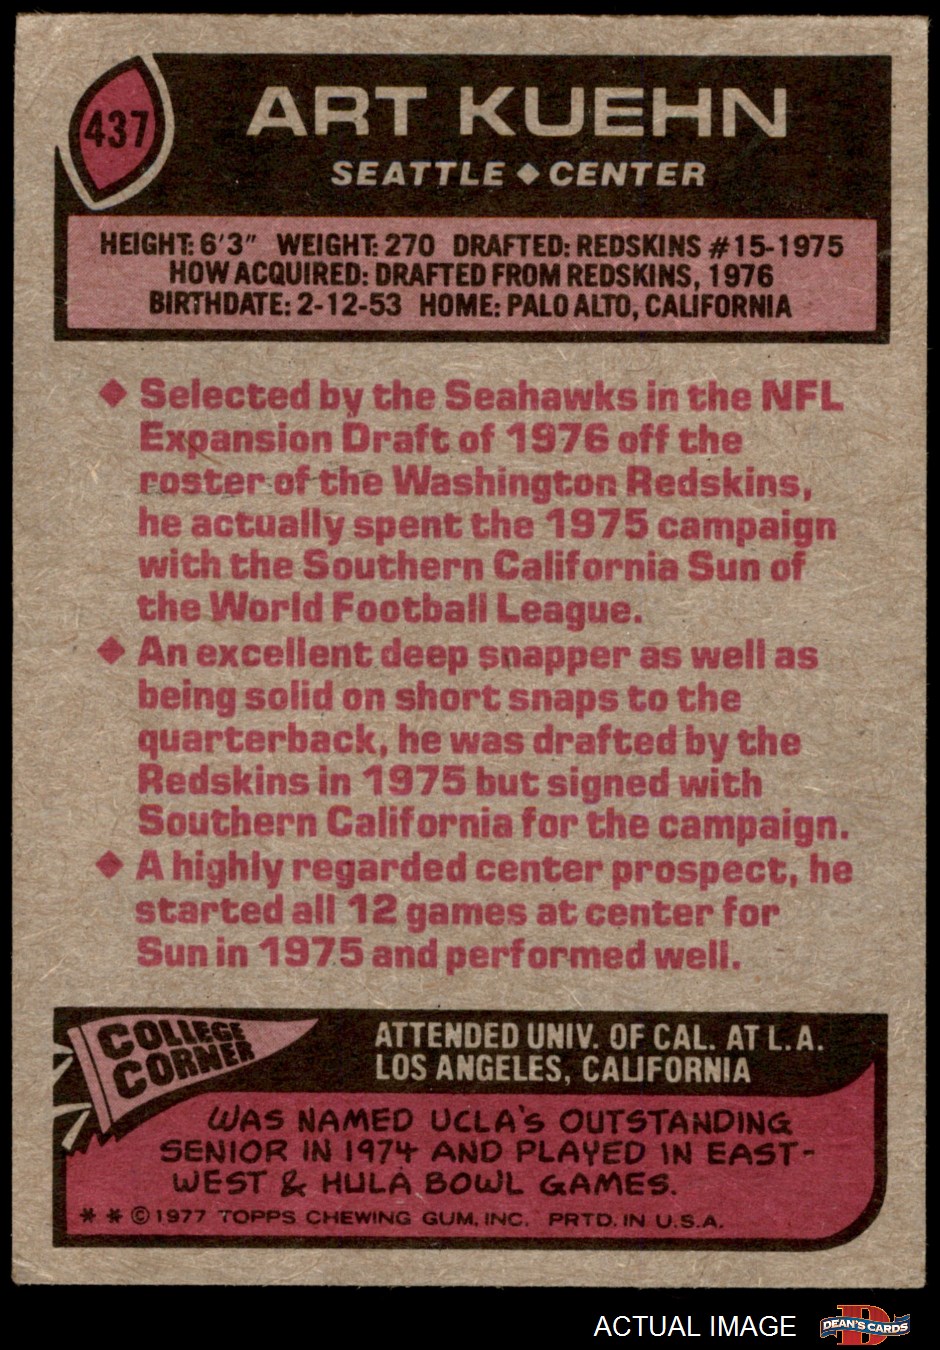 437
ART KUEHN
SEATTLE ◆ CENTER
HEIGHT: 6'3" WEIGHT: 270 DRAFTED: REDSKINS #15-1975
HOW ACQUIRED: DRAFTED FROM REDSKINS, 1976
BIRTHDATE: 2-12-53 HOME: PALO ALTO, CALIFORNIA
◆ Selected by the Seahawks in the NFL
Expansion Draft of 1976 off the
roster of the Washington Redskins,
he actually spent the 1975 campaign
with the Southern California Sun of
the World Football League.
◆ An excellent deep snapper as well as
being solid on short snaps to the
quarterback, he was drafted by the
Redskins in 1975 but signed with
Southern California for the campaign.
◆ A highly regarded center prospect, he
started all 12 games at center for
Sun in 1975 and performed well.
COLLEGE
CORNER
ATTENDED UNIV. OF CAL. AT L.A.
LOS ANGELES, CALIFORNIA
WAS NAMED UCLA'S OUTSTANDING
SENIOR IN 1974 AND PLAYED IN EAST-
WEST & HULA BOWL GAMES.
* * © 1977 TOPPS CHEWING GUM, INC. PRTD. IN U.S.A.
ACTUAL IMAGE
DEAN'S CARDS